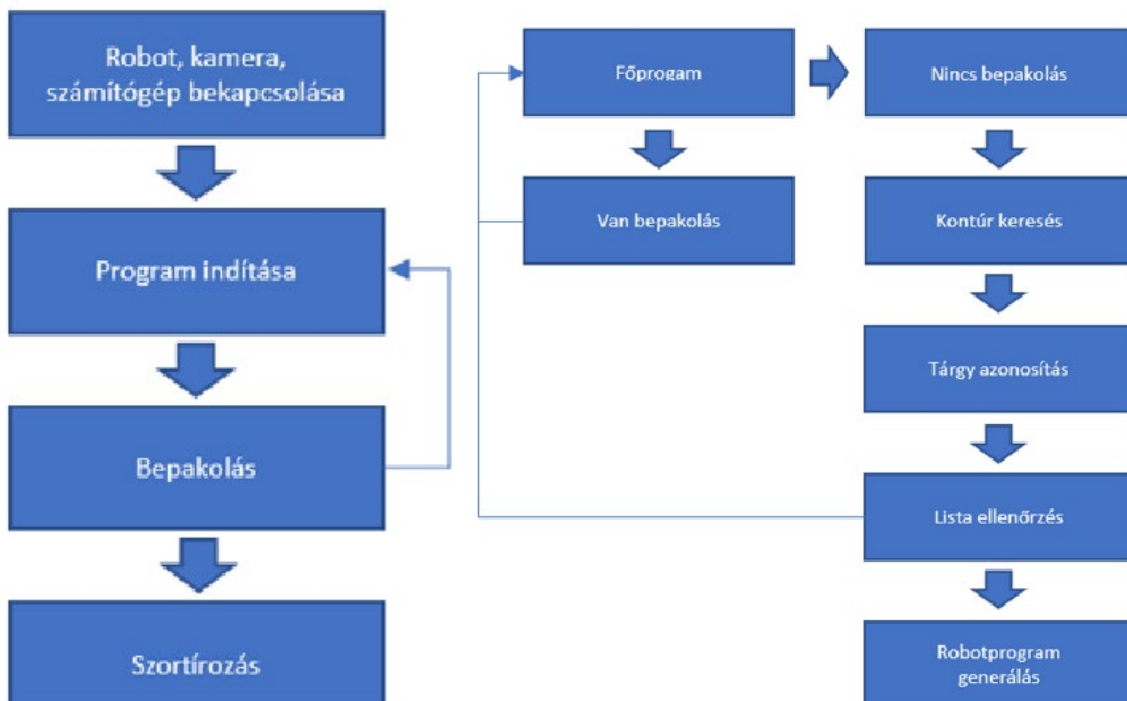 Robot, kamera,
számítógép bekapcsolása
Program indítása
Bepakolás
Szortírozás
Főprogam
Van bepakolás
Nincs bepakolás
Kontúr keresés
Tárgy azonosítás
Lista ellenőrzés
Robotprogram
generálás